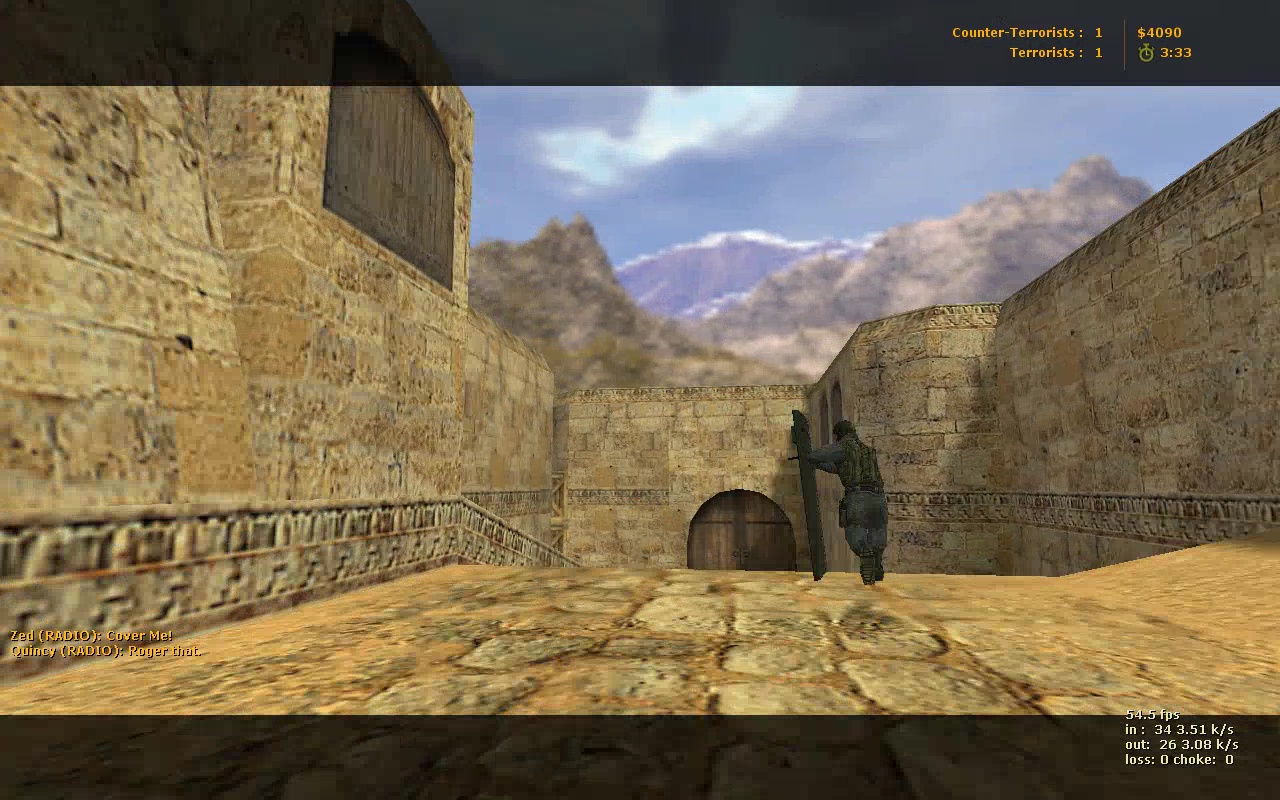 Counter-Terrorists : 1 $4090
Terrorists : 1 3:33
Zed (RADIO): Cover Me!
Quincy (RADIO): Roger that.
54.5 fps
in : 34 3.51 k/s
out: 26 3.08 k/s
loss: 0 choke: 0